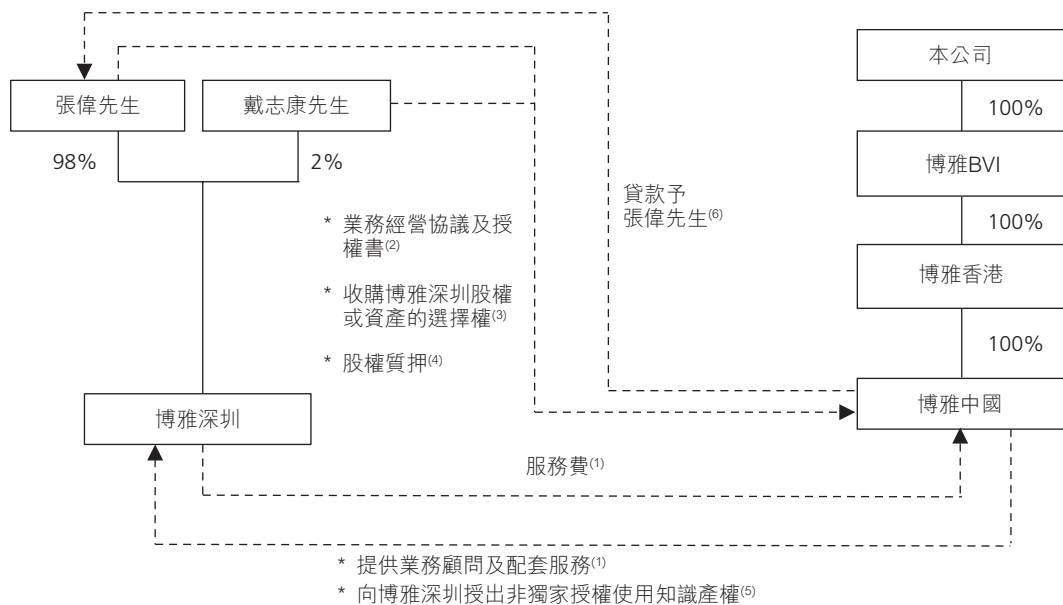 本公司
張偉先生
戴志康先生
100%
98%
2%
博雅BVI
貸款予
張偉先生(6)
* 業務經營協議及授
權書(2)
100%
博雅香港
* 收購博雅深圳股權
或資產的選擇權(3)
100%
* 股權質押(4)
博雅深圳
博雅中國
服務費(1)
* 提供業務顧問及配套服務(1)
* 向博雅深圳授出非獨家授權使用知識產權(5)